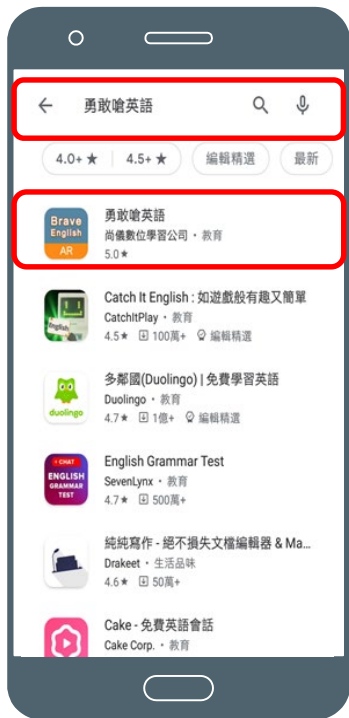 勇敢嗆英語
4.0+ ★ 4.5+ ★ 編輯精選 最新
Brave
English
AR
勇敢嗆英語
尚儀數位學習公司・教育
5.0★
English
Catch It English : 如遊戲般有趣又簡單
CatchItPlay・教育
4.5★ 100萬+ 編輯精選
duolingo
多鄰國(Duolingo) | 免費學習英語
Duolingo・教育
4.7★ 1億+ 編輯精選
CHAT
ENGLISH
GRAMMAR
TEST
English Grammar Test
SevenLynx・教育
4.7★ 500萬+
純純寫作 - 絕不損失文檔編輯器 & Ma...
Drakeet・生活品味
4.6★ 50萬+
Cake - 免費英語會話
Cake Corp.・教育